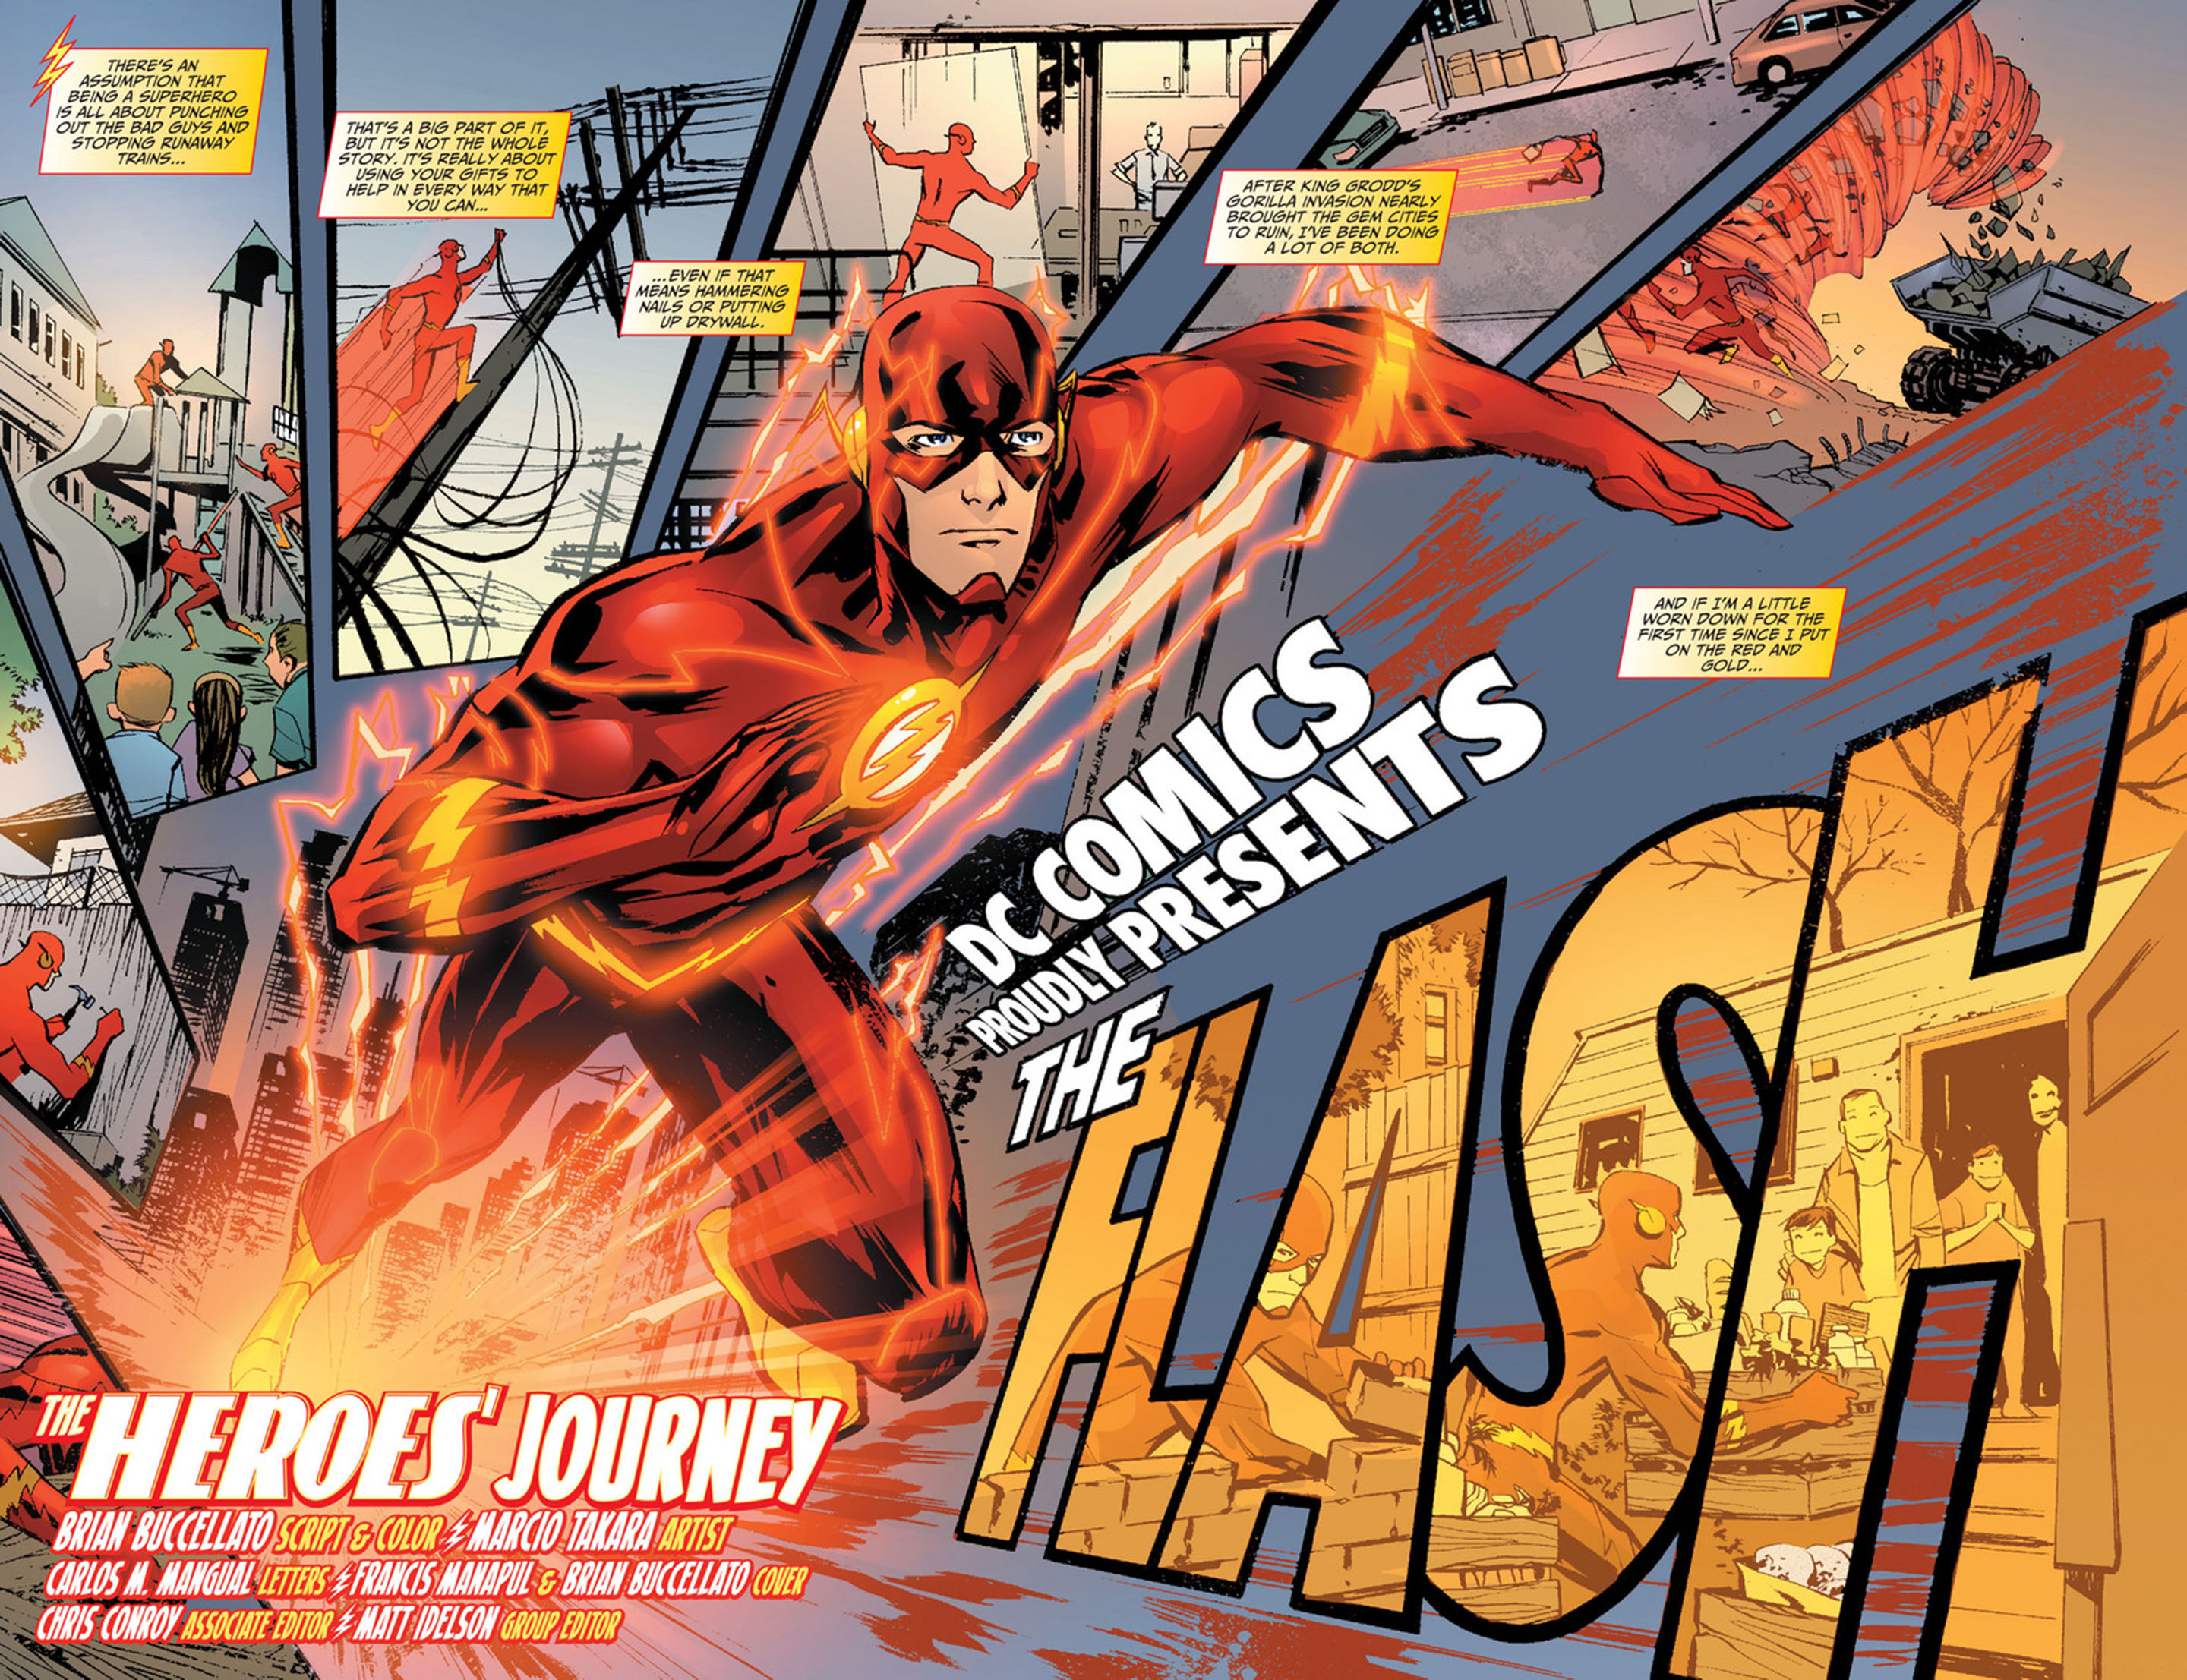 THERE'S AN
ASSUMPTION THAT
BEING A SUPERHERO
IS ALL ABOUT PUNCHING
OUT THE BAD GUYS AND
STOPPING RUNAWAY
TRAINS...
THAT'S A BIG PART OF IT,
BUT IT'S NOT THE WHOLE
STORY. IT'S REALLY ABOUT
USING YOUR GIFTS TO
HELP IN EVERY WAY THAT
YOU CAN...
...EVEN IF THAT
MEANS HAMMERING
NAILS OR PUTTING
UP DRYWALL.
AFTER KING GRODD'S
GORILLA INVASION NEARLY
BROUGHT THE GEM CITIES
TO RUIN, I'VE BEEN DOING
A LOT OF BOTH.
AND IF I'M A LITTLE
WORN DOWN FOR THE
FIRST TIME SINCE I PUT
ON THE RED AND
GOLD...
DC COMICS
PROUDLY PRESENTS
THE
FLASH
THE HEROES' JOURNEY
BRIAN BUCCELLATO SCRIPT & COLOR MARCIO TAKARA ARTIST
CARLOS M. MANGUAL LETTERS FRANCIS MANAPUL & BRIAN BUCCELLATO COVER
CHRIS CONROY ASSOCIATE EDITOR MATT IDELSON GROUP EDITOR